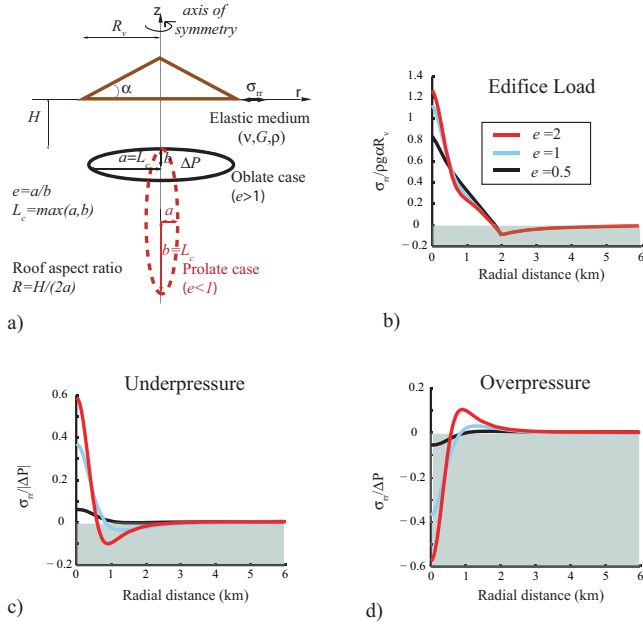 z
axis of
symmetry
R_v
α
σ_rr
r
H
Elastic medium
(ν,G,ρ)
a=L_c
b
ΔP
Oblate case
(e>1)
e=a/b
L_c=max(a,b)
a
b=L_c
Roof aspect ratio
R=H/(2a)
Prolate case
(e<1)
a)
Edifice Load
σ_rr/ρgαR_v
1.4
1.2
1.0
0.8
0.6
0.4
0.2
0
−0.2
0.4
e=2
e=1
e=0.5
0 1 2 3 4 5 6
Radial distance (km)
b)
Underpressure
σ_rr/|ΔP|
0.6
0.4
0.2
0
−0.2
0 1 2 3 4 5 6
Radial distance (km)
c)
Overpressure
σ_rr/ΔP
0.2
0
−0.2
−0.4
−0.6
0 1 2 3 4 5 6
Radial distance (km)
d)